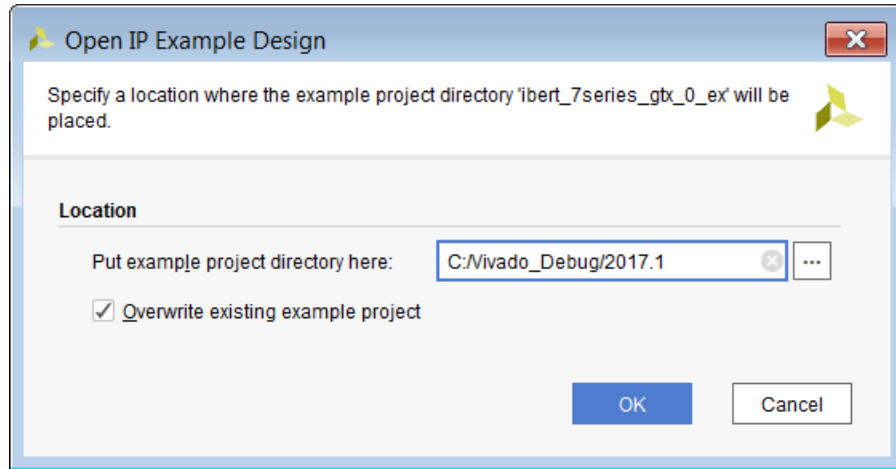 Open IP Example Design
Specify a location where the example project directory 'ibert_7series_gtx_0_ex' will be
placed.
Location
Put example project directory here: C:/Vivado_Debug/2017.1 ...
Overwrite existing example project
OK Cancel